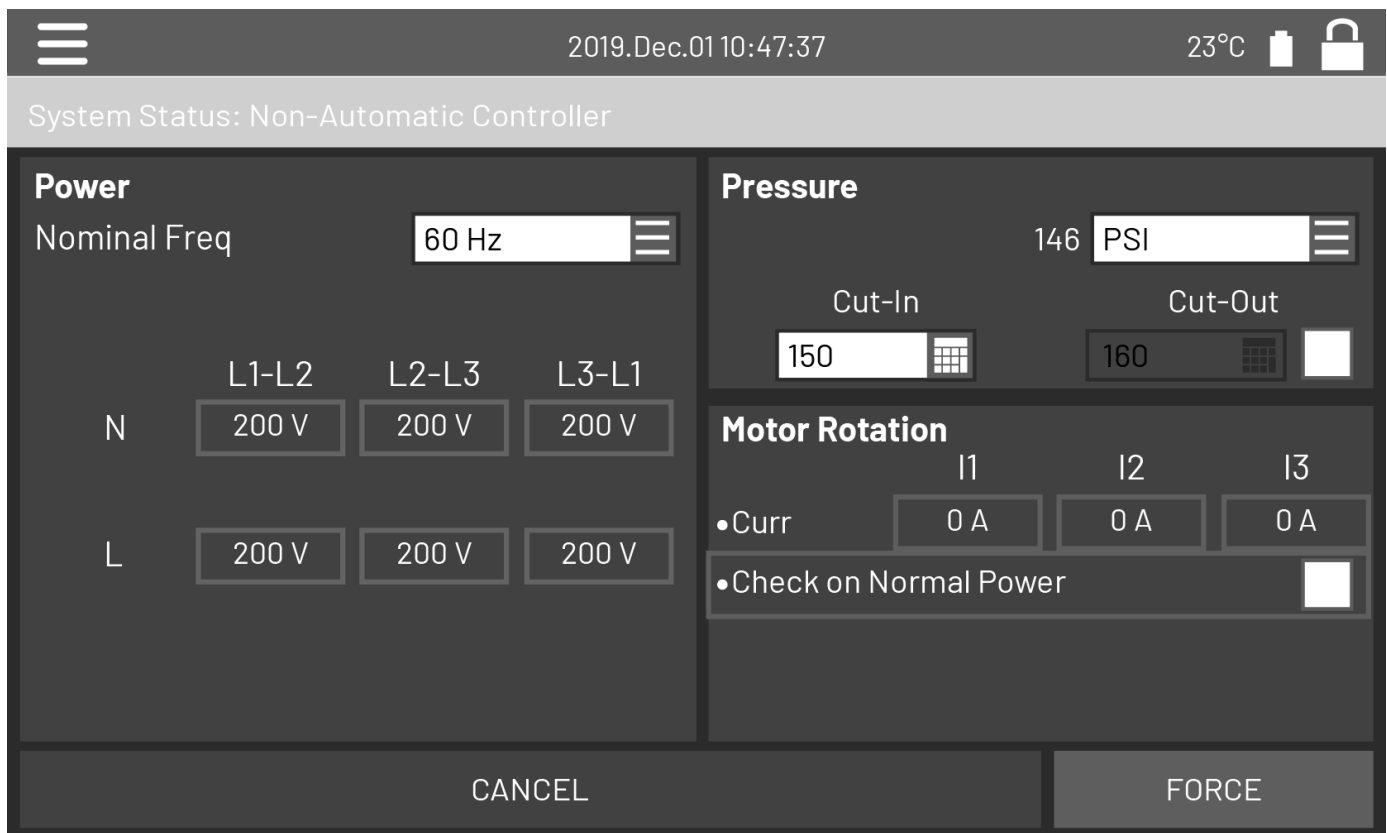 2019.Dec.01 10:47:37 23°C
System Status: Non-Automatic Controller
Power
Nominal Freq 60 Hz
L1-L2 L2-L3 L3-L1
N 200 V 200 V 200 V
L 200 V 200 V 200 V
Pressure
146 PSI
Cut-In Cut-Out
150 160
Motor Rotation
I1 I2 I3
•Curr 0 A 0 A 0 A
•Check on Normal Power
CANCEL FORCE